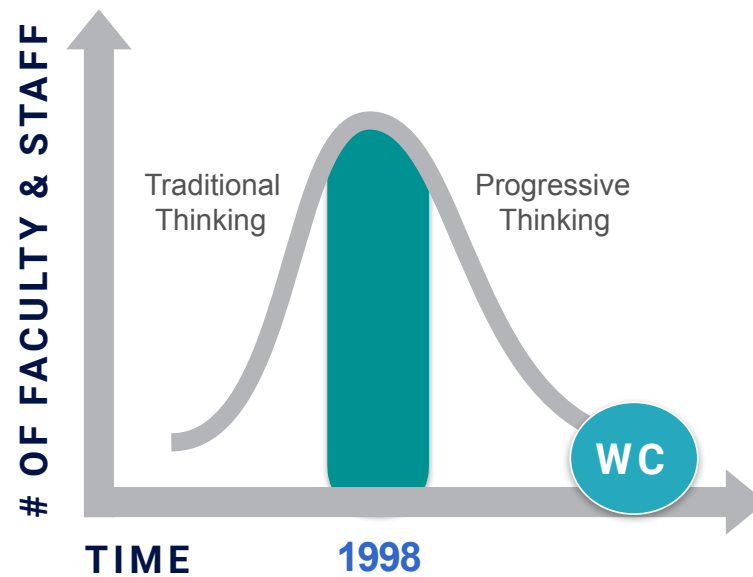 # OF FACULTY & STAFF
Traditional
Thinking
Progressive
Thinking
WC
TIME
1998